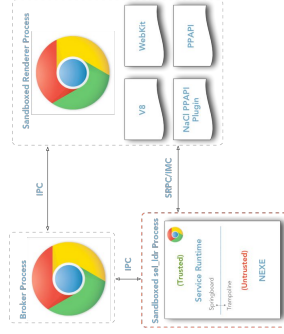 Sandboxed Renderer Process
WebKit
PPAPI
V8
NaCl PPAPI
Plugin
IPC
SRPC/IMC
Broker Process
IPC
Sandboxed sel_ldr Process
(Trusted)
Service Runtime
Springboard
Trampoline
(Untrusted)
NEXE